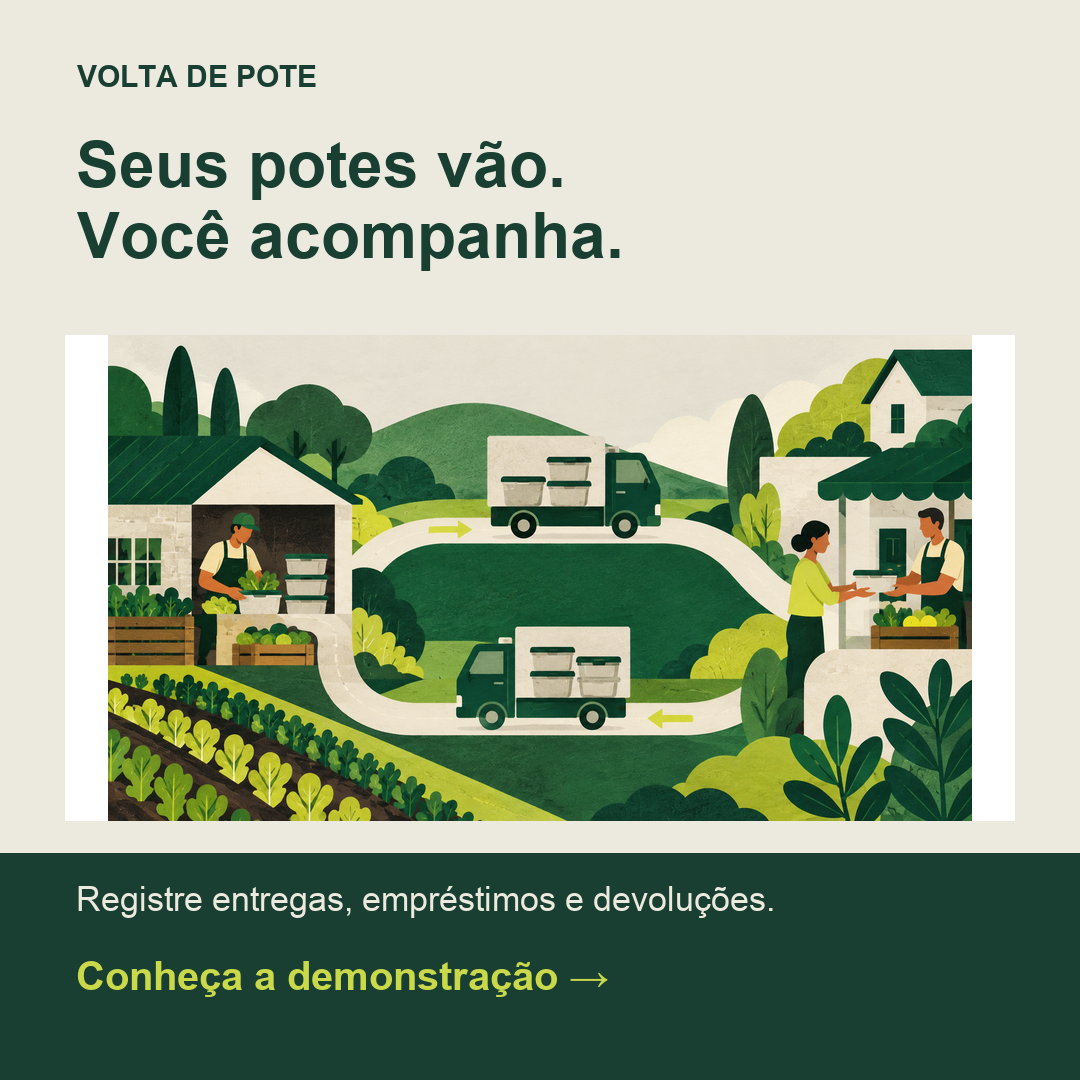 VOLTA DE POTE
Seus potes vão.
Você acompanha.
Registre entregas, empréstimos e devoluções.
Conheça a demonstração →